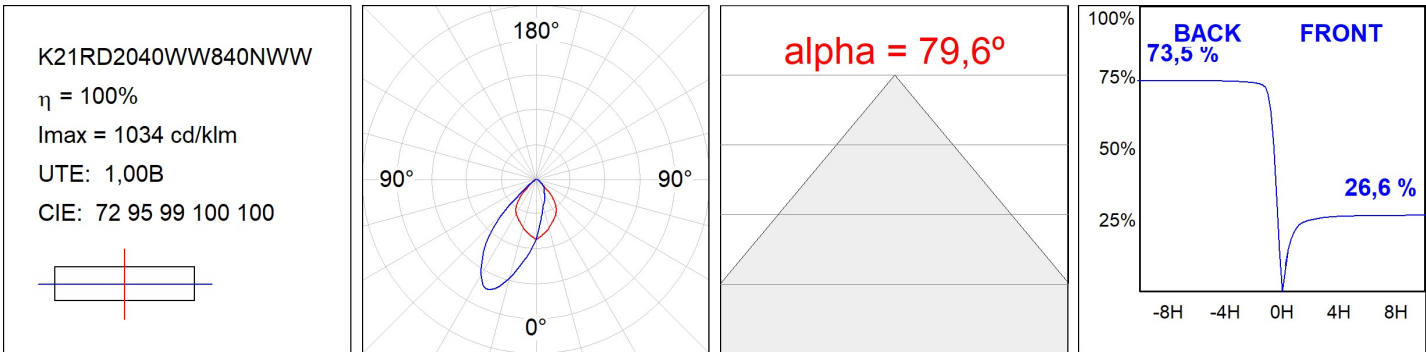 K21RD2040WW840NWW
η = 100%
Imax = 1034 cd/klm
UTE: 1,00B
CIE: 72 95 99 100 100
180°
90°
90°
0°
alpha = 79,6º
100%
BACK
FRONT
73,5 %
75%
50%
26,6 %
25%
-8H
-4H
0H
4H
8H